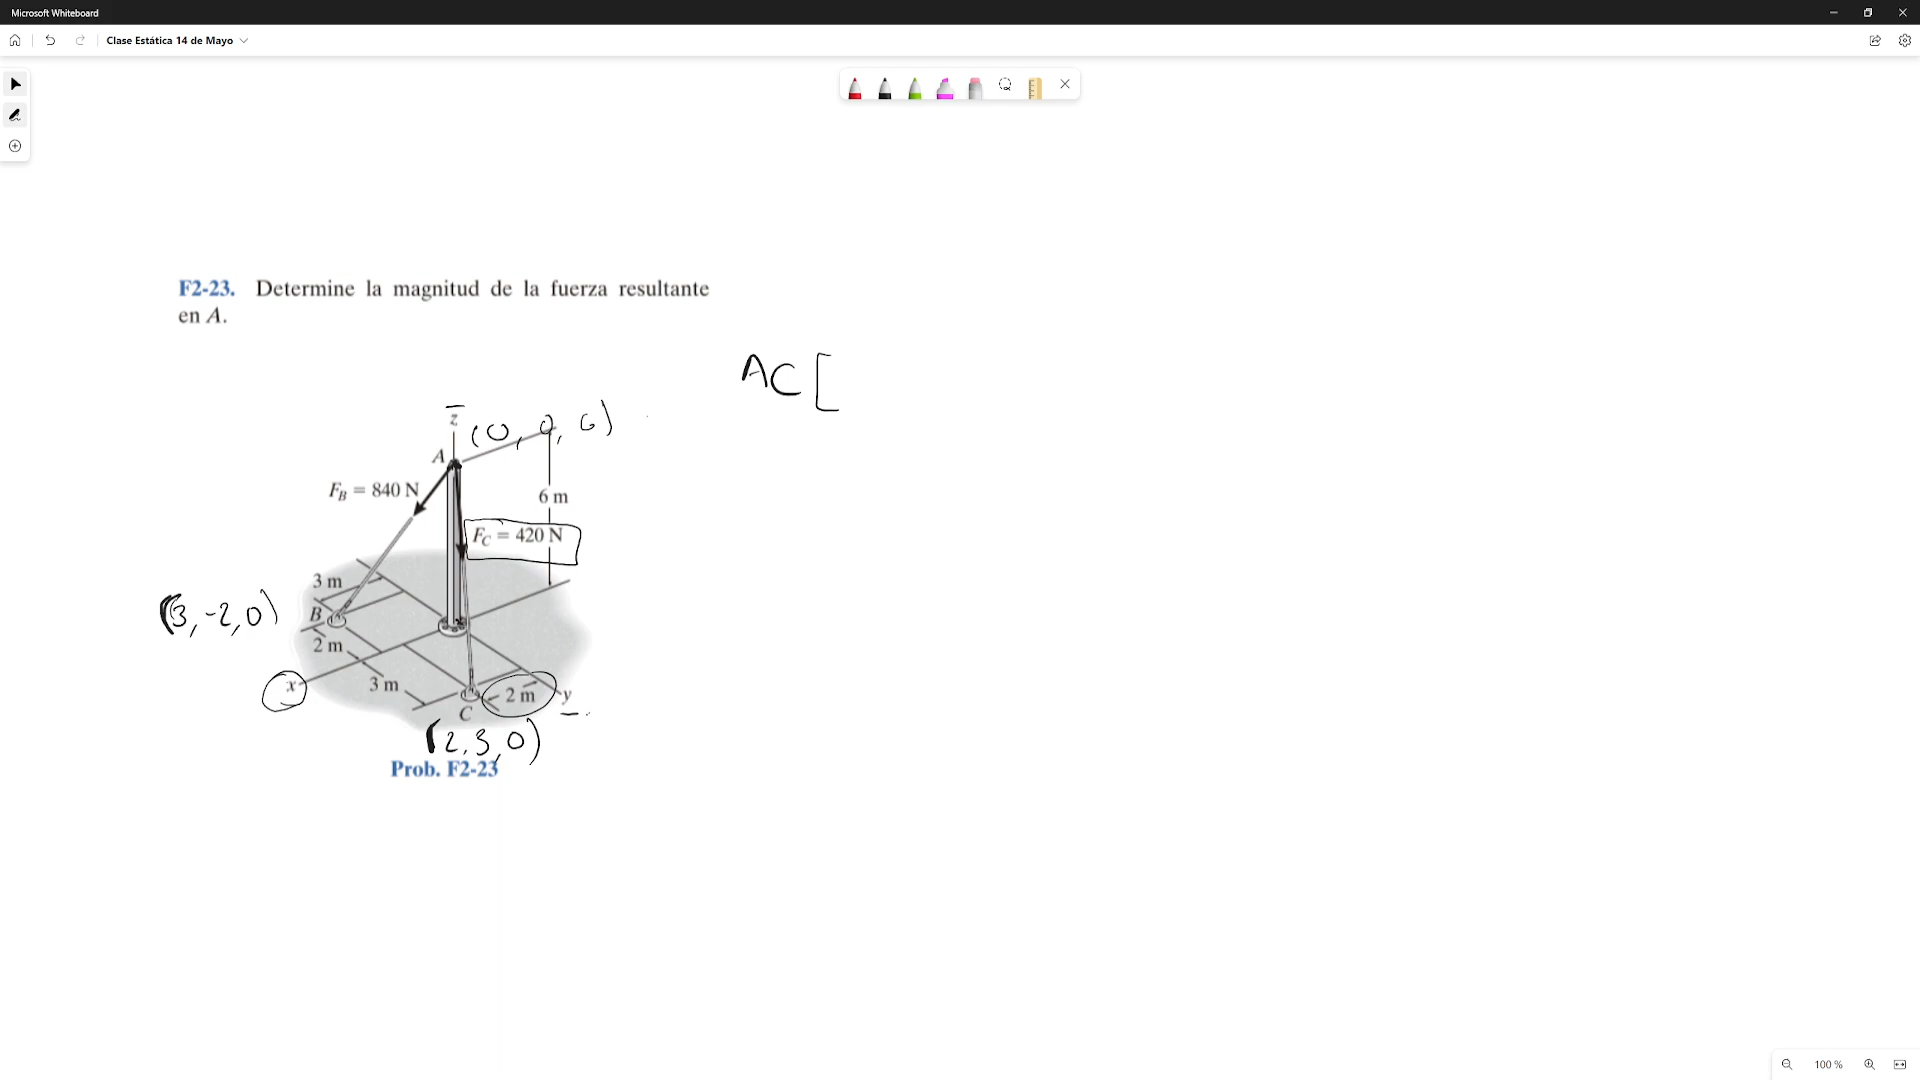 Microsoft Whiteboard
Clase Estática 14 de Mayo
F2-23. Determine la magnitud de la fuerza resultante
en A.
AC [
z
(0, 0, 6)
A
F_B = 840 N
6 m
F_C = 420 N
3 m
(3, -2, 0)
B
2 m
x
3 m
2 m
y
C
(2, 3, 0)
Prob. F2-23
100 %